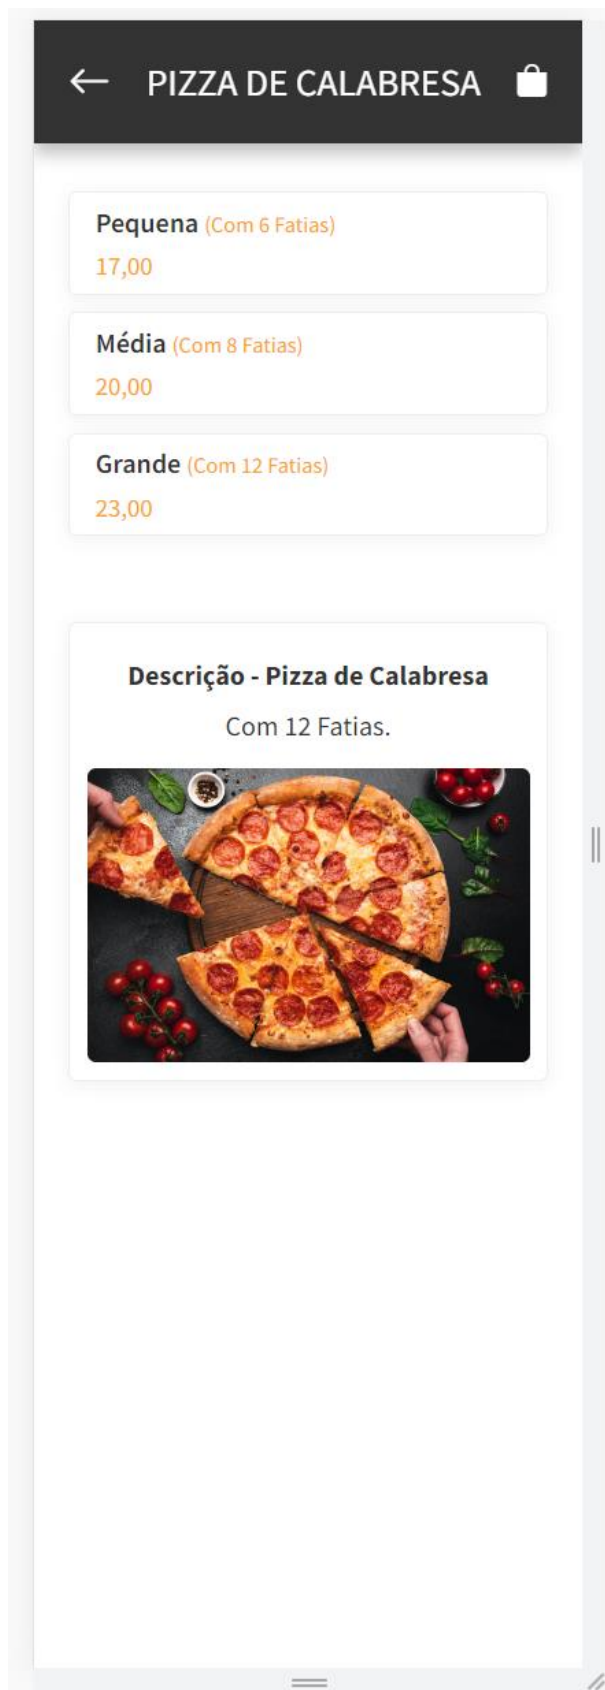 PIZZA DE CALABRESA
Pequena (Com 6 Fatias)
17,00
Média (Com 8 Fatias)
20,00
Grande (Com 12 Fatias)
23,00
Descrição - Pizza de Calabresa
Com 12 Fatias.